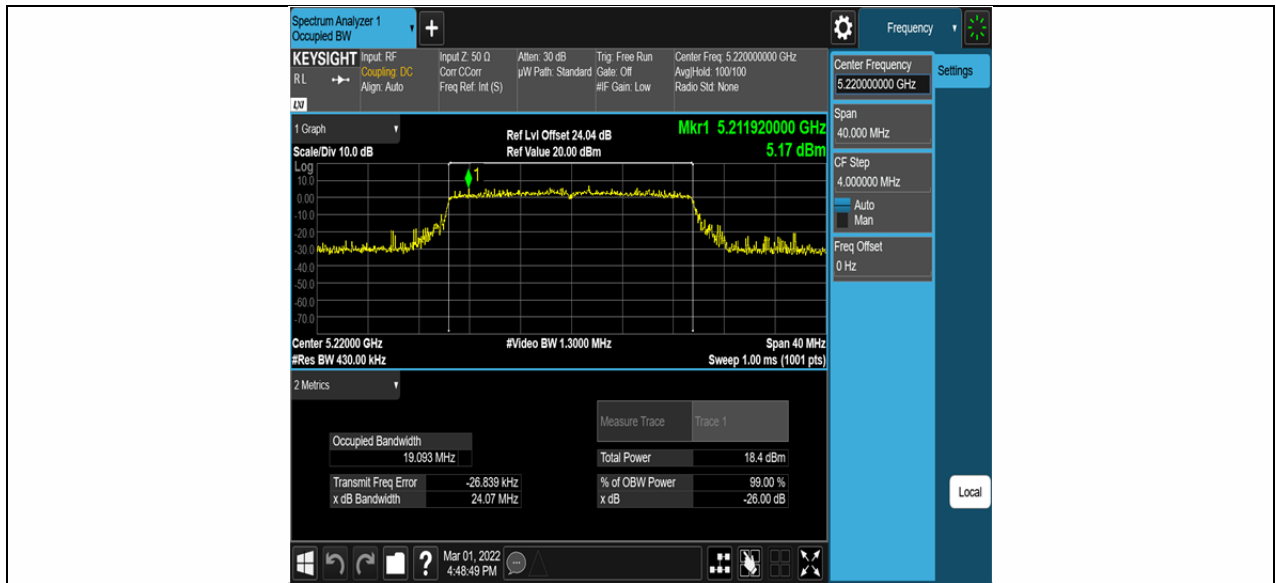 Spectrum Analyzer 1
Occupied BW
+
Frequency
KEYSIGHT
RL
LXI
Input: RF
Coupling: DC
Align: Auto
Input Z: 50 Ω
Corr CCorr
Freq Ref: Int (S)
Atten: 30 dB
µW Path: Standard
Trig: Free Run
Gate: Off
#IF Gain: Low
Center Freq: 5.220000000 GHz
Avg|Hold: 100/100
Radio Std: None
Center Frequency
5.220000000 GHz
Settings
Span
40.000 MHz
CF Step
4.000000 MHz
Auto
Man
Freq Offset
0 Hz
Local
1 Graph
Scale/Div 10.0 dB
Ref Lvl Offset 24.04 dB
Ref Value 20.00 dBm
Mkr1 5.211920000 GHz
5.17 dBm
Log
1
10.0
0.00
-10.0
-20.0
-30.0
-40.0
-50.0
-60.0
-70.0
Center 5.22000 GHz
#Video BW 1.3000 MHz
Span 40 MHz
#Res BW 430.00 kHz
Sweep 1.00 ms (1001 pts)
2 Metrics
Measure Trace Trace 1
Occupied Bandwidth
19.093 MHz
Total Power 18.4 dBm
Transmit Freq Error -26.839 kHz
% of OBW Power 99.00 %
x dB Bandwidth 24.07 MHz
x dB -26.00 dB
?
Mar 01, 2022
4:48:49 PM